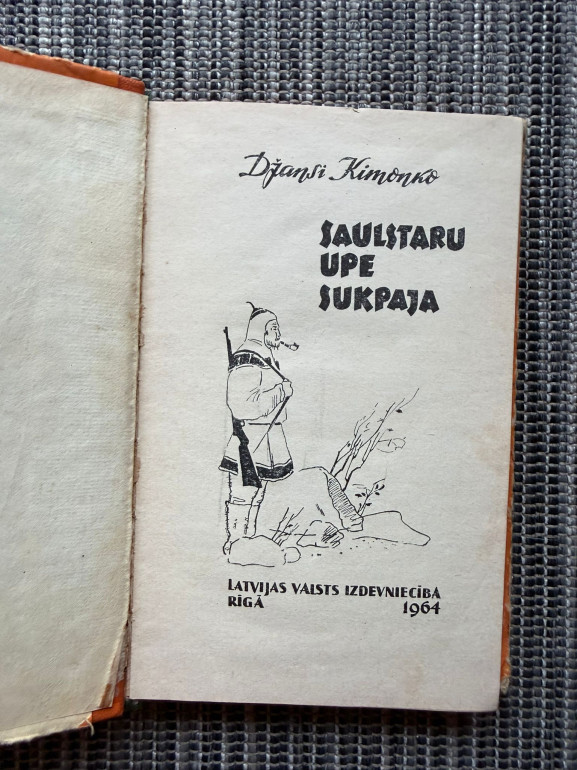 Džansi Kimonko
SAULSTARU
UPE
SUKPAJA
LATVIJAS VALSTS IZDEVNIECĪBA
RĪGĀ 1964